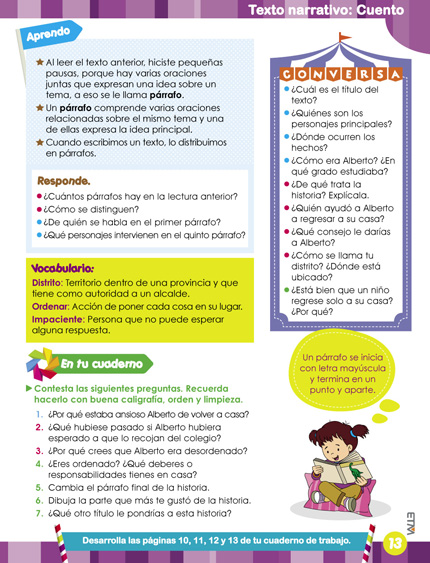 Texto narrativo: Cuento
Aprendo
Al leer el texto anterior, hiciste pequeñas
pausas, porque hay varias oraciones
juntas que expresan una idea sobre un
tema, a eso se le llama párrafo.
Un párrafo comprende varias oraciones
relacionadas sobre el mismo tema y una
de ellas expresa la idea principal.
Cuando escribimos un texto, lo distribuimos
en párrafos.
Responde.
¿Cuántos párrafos hay en la lectura anterior?
¿Cómo se distinguen?
¿De quién se habla en el primer párrafo?
¿Qué personajes intervienen en el quinto párrafo?
Vocabulario:
Distrito: Territorio dentro de una provincia y que
tiene como autoridad a un alcalde.
Ordenar: Acción de poner cada cosa en su lugar.
Impaciente: Persona que no puede esperar
alguna respuesta.
CONVERSA
¿Cuál es el título del
texto?
¿Quiénes son los
personajes principales?
¿Dónde ocurren los
hechos?
¿Cómo era Alberto? ¿En
qué grado estudiaba?
¿De qué trata la
historia? Explícala.
¿Quién ayudó a Alberto
a regresar a su casa?
¿Qué consejo le darías
a Alberto?
¿Cómo se llama tu
distrito? ¿Dónde está
ubicado?
¿Está bien que un niño
regrese solo a su casa?
¿Por qué?
En tu cuaderno
Contesta las siguientes preguntas. Recuerda
hacerlo con buena caligrafía, orden y limpieza.
1. ¿Por qué estaba ansioso Alberto de volver a casa?
2. ¿Qué hubiese pasado si Alberto hubiera
esperado a que lo recojan del colegio?
3. ¿Por qué crees que Alberto era desordenado?
4. ¿Eres ordenado? ¿Qué deberes o
responsabilidades tienes en casa?
5. Cambia el párrafo final de la historia.
6. Dibuja la parte que más te gustó de la historia.
7. ¿Qué otro título le pondrías a esta historia?
Un párrafo se inicia
con letra mayúscula
y termina en un
punto y aparte.
Desarrolla las páginas 10, 11, 12 y 13 de tu cuaderno de trabajo.
13